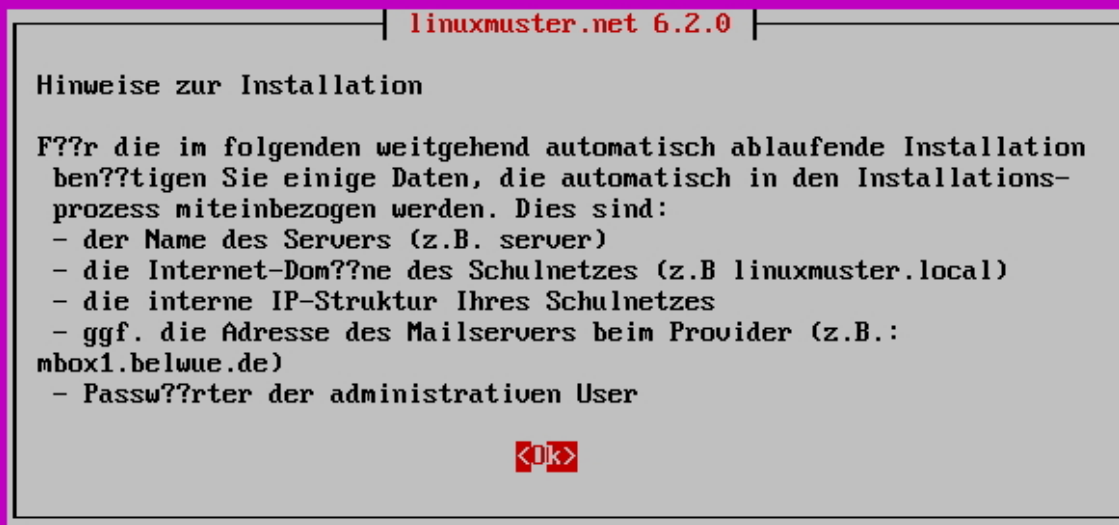 linuxmuster.net 6.2.0
Hinweise zur Installation
F??r die im folgenden weitgehend automatisch ablaufende Installation
ben??tigen Sie einige Daten, die automatisch in den Installations-
prozess miteinbezogen werden. Dies sind:
- der Name des Servers (z.B. server)
- die Internet-Dom??ne des Schulnetzes (z.B linuxmuster.local)
- die interne IP-Struktur Ihres Schulnetzes
- ggf. die Adresse des Mailservers beim Provider (z.B.:
mbox1.belwue.de)
- Passw??rter der administrativen User
<Ok>